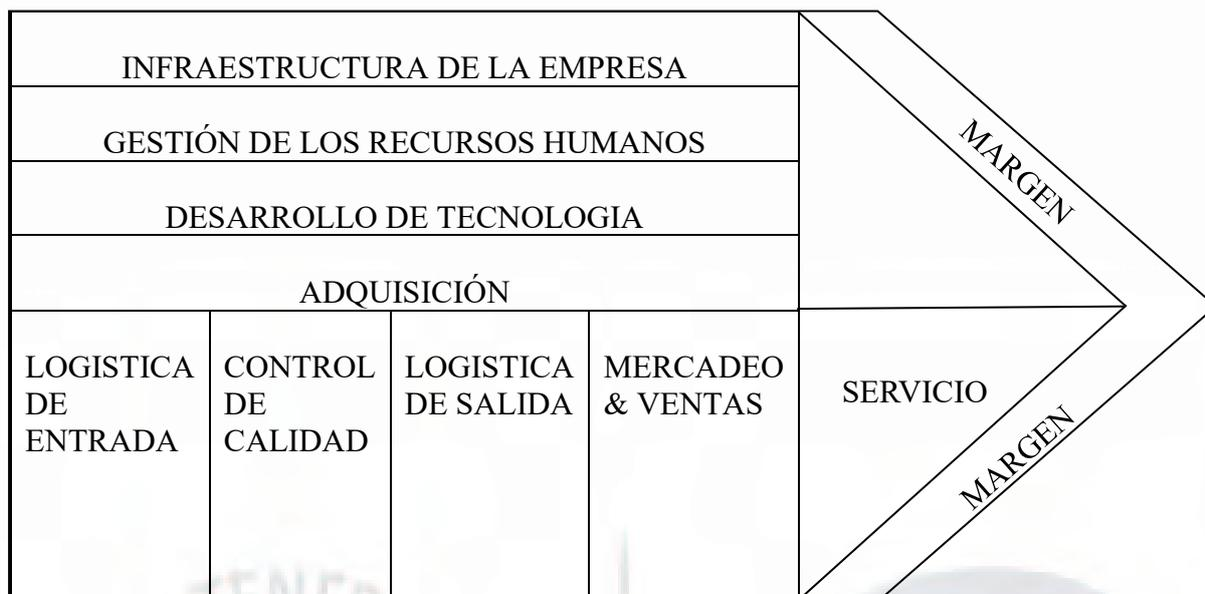 INFRAESTRUCTURA DE LA EMPRESA
GESTIÓN DE LOS RECURSOS HUMANOS
DESARROLLO DE TECNOLOGIA
ADQUISICIÓN
MARGEN
LOGISTICA
DE
ENTRADA
CONTROL
DE
CALIDAD
LOGISTICA
DE SALIDA
MERCADEO
& VENTAS
SERVICIO
MARGEN